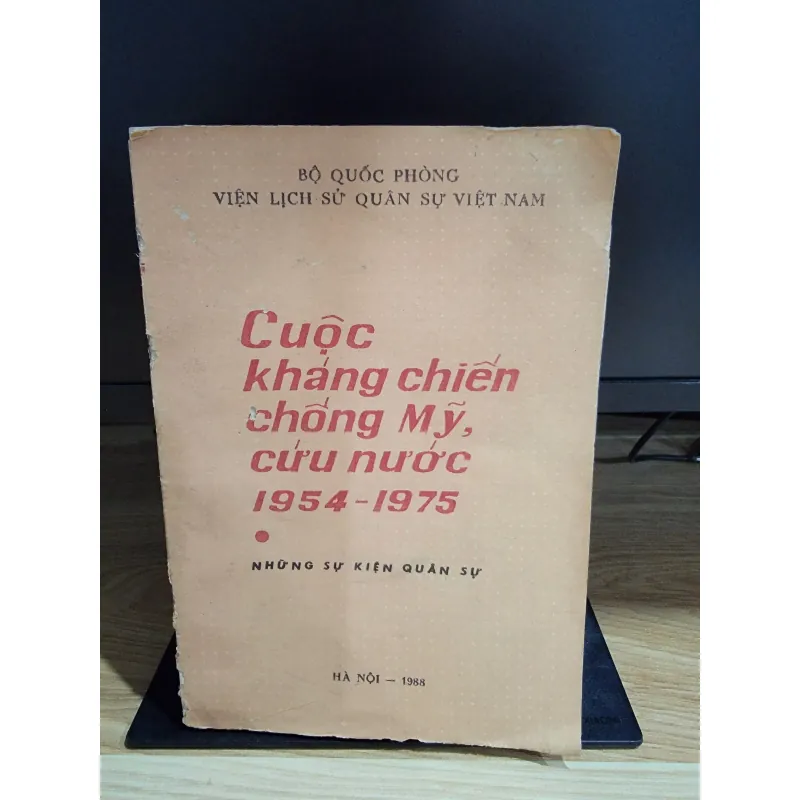 BỘ QUỐC PHÒNG
VIỆN LỊCH SỬ QUÂN SỰ VIỆT NAM
Cuộc
kháng chiến
chống Mỹ,
cứu nước
1954-1975
NHỮNG SỰ KIỆN QUÂN SỰ
HÀ NỘI - 1988